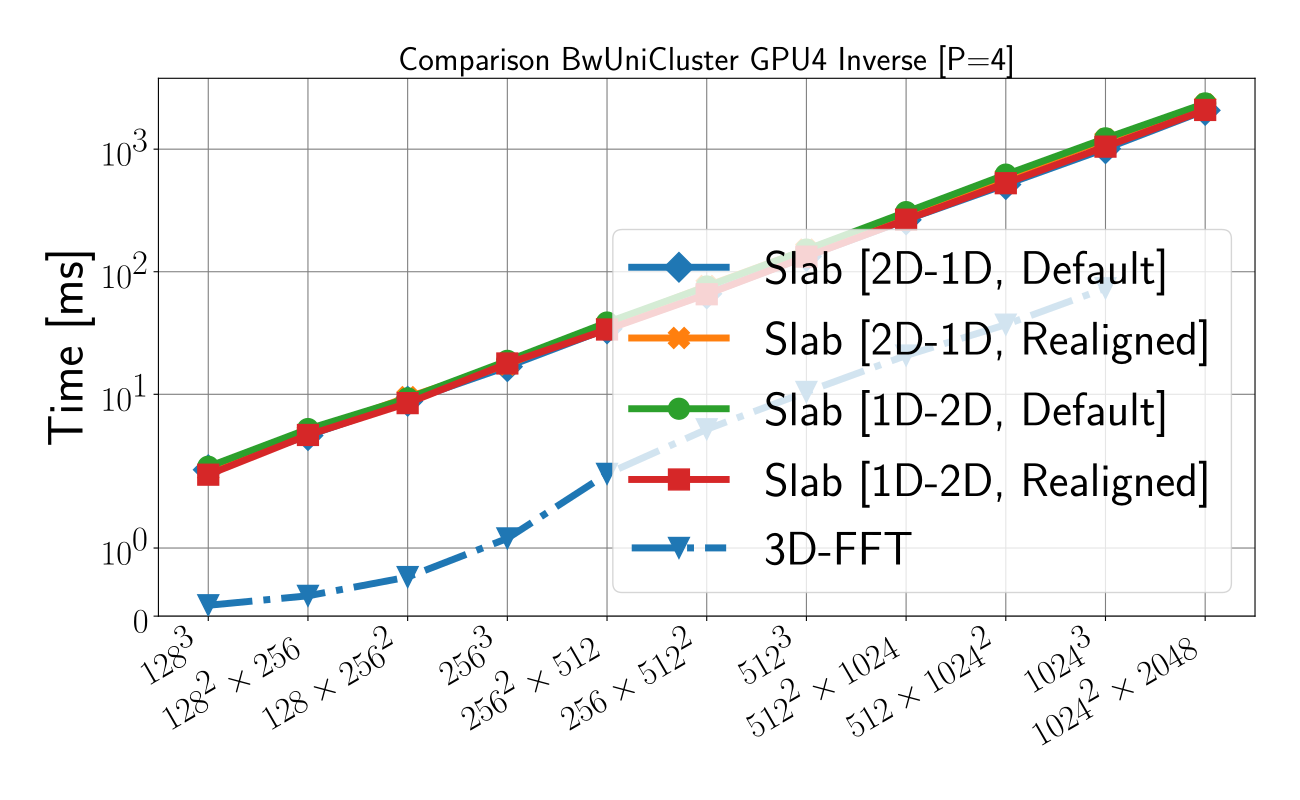 Comparison BwUniCluster GPU4 Inverse [P=4]
Time [ms]
10³
10²
10¹
10⁰
0
Slab [2D-1D, Default]
Slab [2D-1D, Realigned]
Slab [1D-2D, Default]
Slab [1D-2D, Realigned]
3D-FFT
128³
128² × 256
128 × 256²
256³
256² × 512
256 × 512²
512³
512² × 1024
512 × 1024²
1024³
1024² × 2048